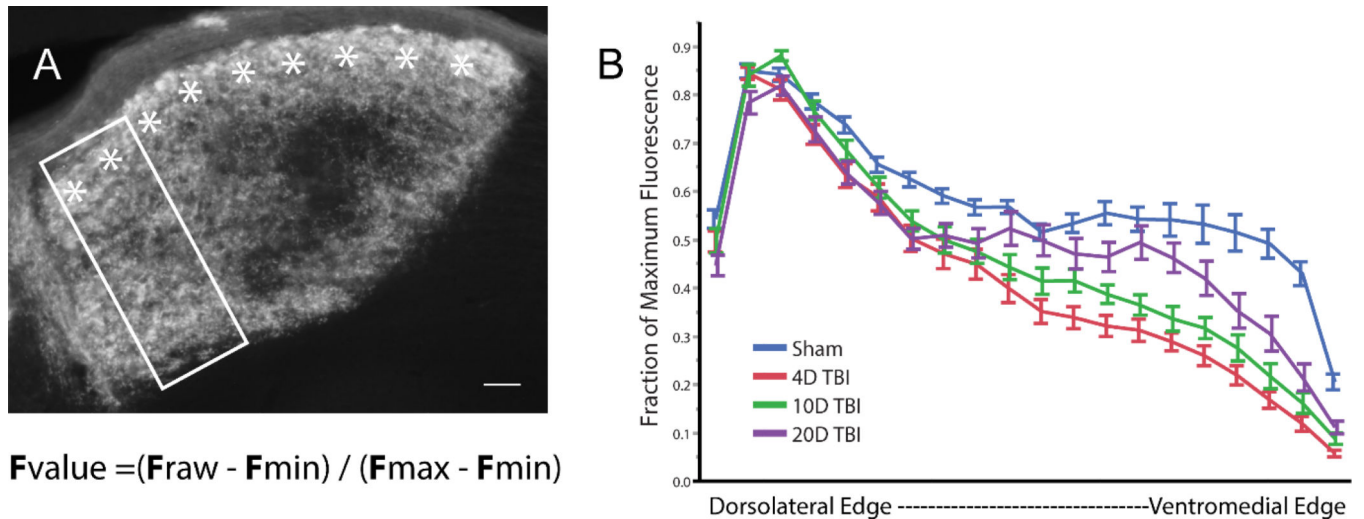 A
* * * * * * * * * *
Fvalue =(Fraw - Fmin) / (Fmax - Fmin)
B
Fraction of Maximum Fluorescence
0.9
0.8
0.7
0.6
0.5
0.4
0.3
0.2
0.1
0.0
Sham
4D TBI
10D TBI
20D TBI
Dorsolateral Edge ----------------------------Ventromedial Edge